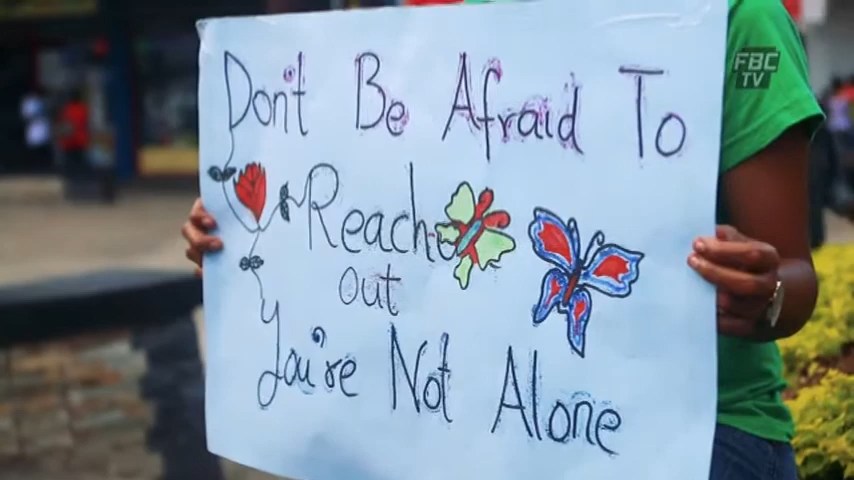 FBC
TV
Don't Be Afraid To
Reach
out
You're Not Alone